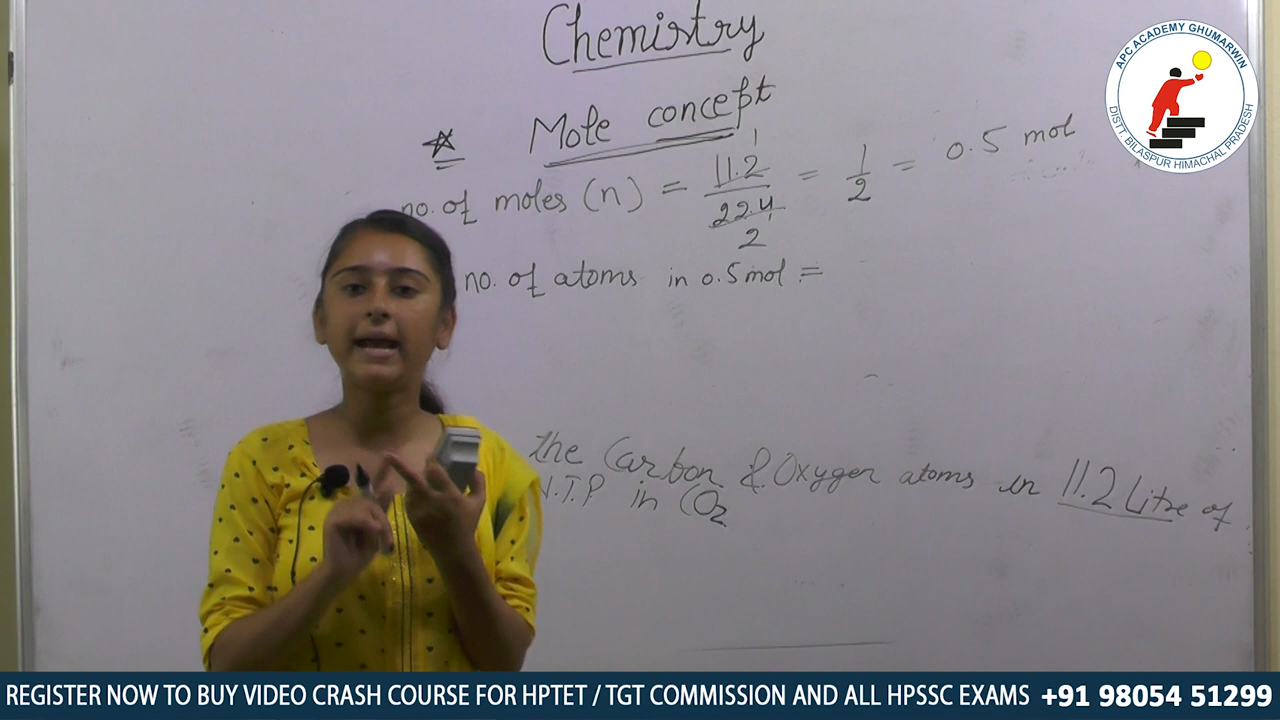 Chemistry
Mole concept
no. of moles (n) = 11.2 / 22.4 = 1/2 = 0.5 mol
1
2
no. of atoms in 0.5 mol =
the Carbon & Oxygen atoms in 11.2 Litre of
N.T.P in CO2
APC ACADEMY GHUMARWIN
DISTT. BILASPUR HIMACHAL PRADESH
REGISTER NOW TO BUY VIDEO CRASH COURSE FOR HPTET / TGT COMMISSION AND ALL HPSSC EXAMS +91 98054 51299